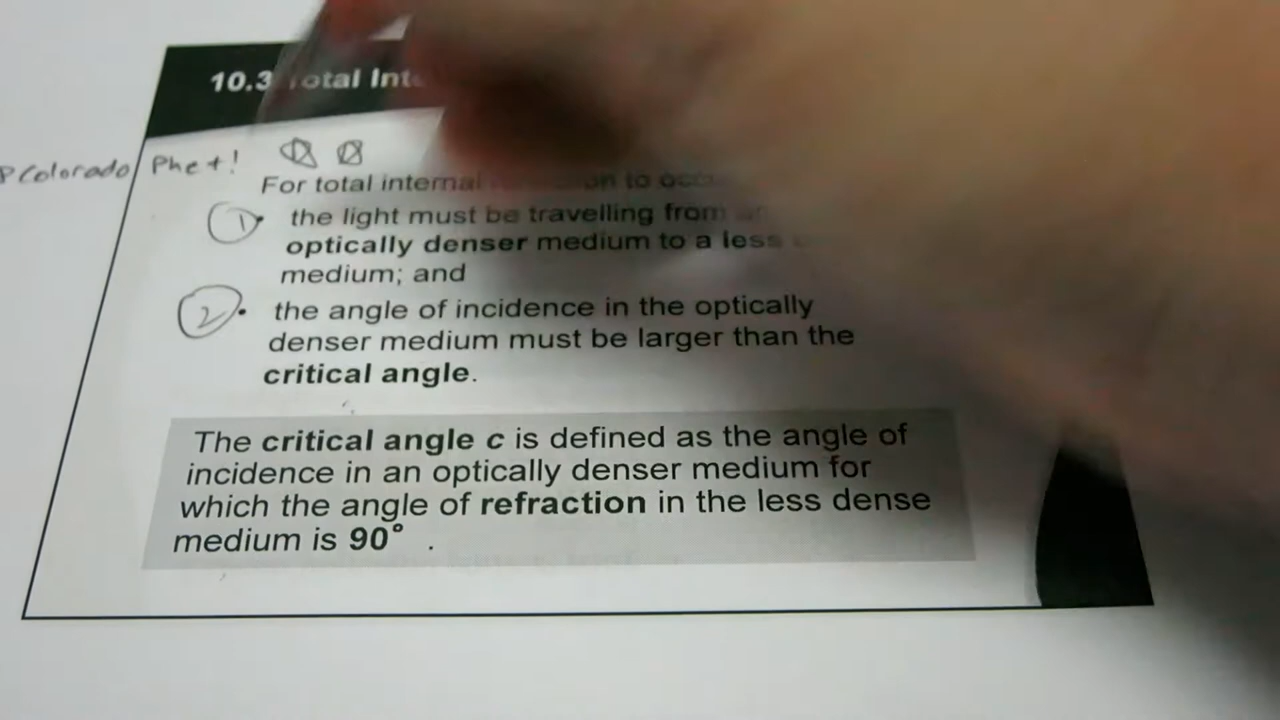 10.3 Total
Colorado Phet!
For total internal to
① the light must be travelling from
optically denser medium to a less
medium; and
② • the angle of incidence in the optically
denser medium must be larger than the
critical angle.
The critical angle c is defined as the angle of
incidence in an optically denser medium for
which the angle of refraction in the less dense
medium is 90° .